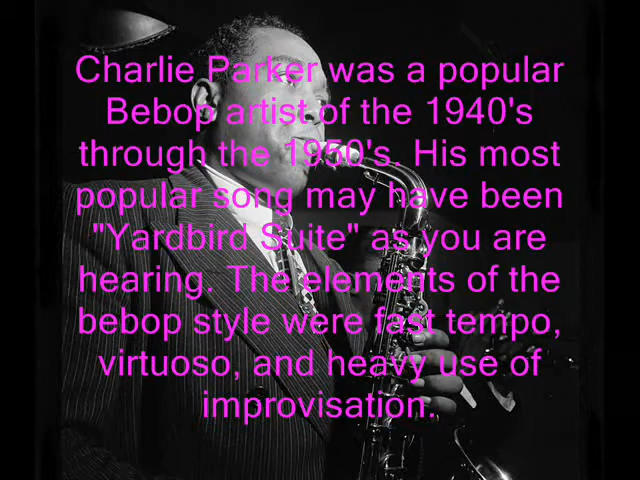 Charlie Parker was a popular
Bebop artist of the 1940's
through the 1950's. His most
popular song may have been
"Yardbird Suite" as you are
hearing. The elements of the
bebop style were fast tempo,
virtuoso, and heavy use of
improvisation.